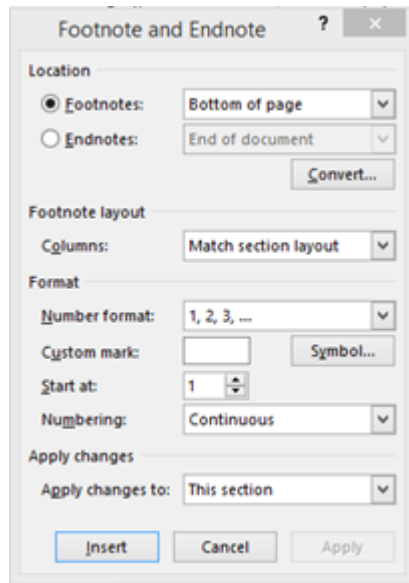 Footnote and Endnote ? ×
Location
Footnotes: Bottom of page
Endnotes: End of document
Convert...
Footnote layout
Columns: Match section layout
Format
Number format: 1, 2, 3, ...
Custom mark: Symbol...
Start at: 1
Numbering: Continuous
Apply changes
Apply changes to: This section
Insert Cancel Apply